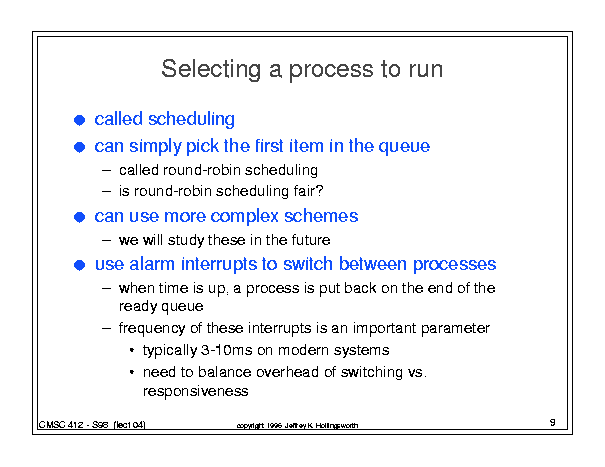 Selecting a process to run
● called scheduling
● can simply pick the first item in the queue
– called round-robin scheduling
– is round-robin scheduling fair?
● can use more complex schemes
– we will study these in the future
● use alarm interrupts to switch between processes
– when time is up, a process is put back on the end of the
ready queue
– frequency of these interrupts is an important parameter
• typically 3-10ms on modern systems
• need to balance overhead of switching vs.
responsiveness
CMSC 412 - S98 (lect 04)
copyright 1996 Jeffrey K. Hollingsworth
9